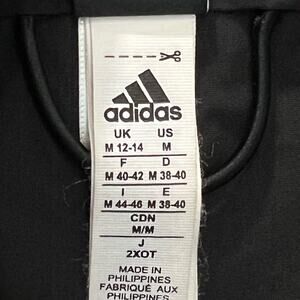 adidas
UK US
M 12-14 M
F D
M 40-42 M 38-40
I E
M 44-46 M 38-40
CDN
M/M
J
2XOT
MADE IN
PHILIPPINES
FABRIQUÉ AUX
PHILIPPINES